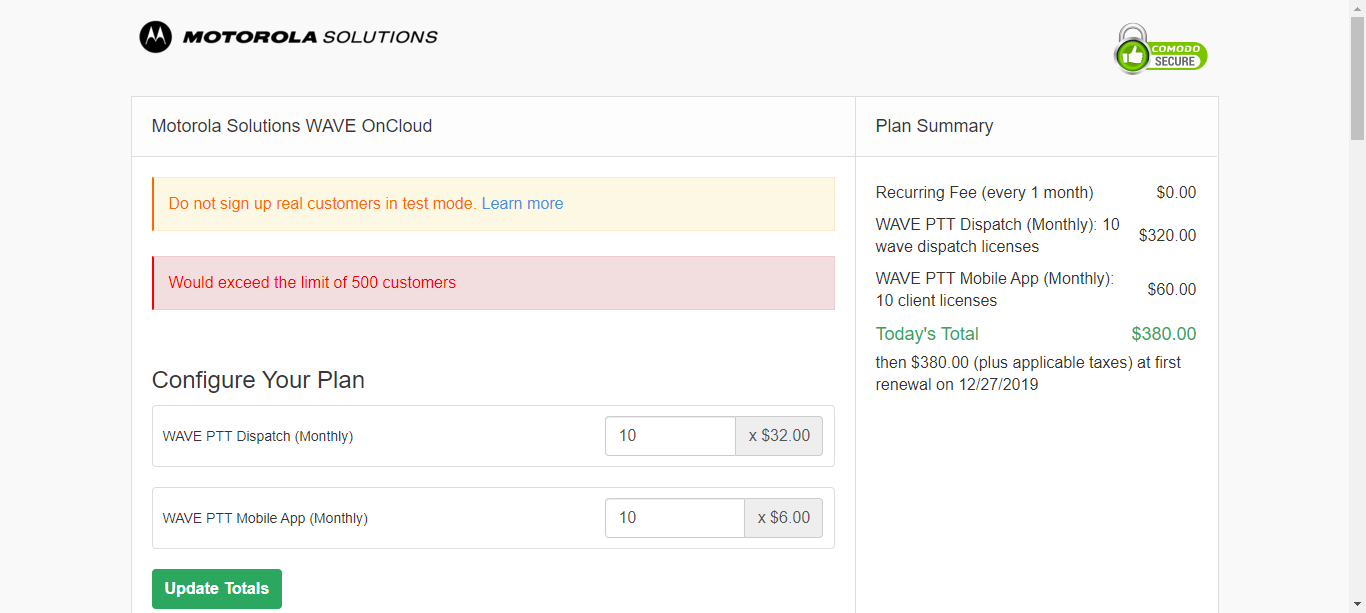 MOTOROLA SOLUTIONS
COMODO
SECURE
Motorola Solutions WAVE OnCloud
Do not sign up real customers in test mode. Learn more
Would exceed the limit of 500 customers
Configure Your Plan
WAVE PTT Dispatch (Monthly)
10
x $32.00
WAVE PTT Mobile App (Monthly)
10
x $6.00
Update Totals
Plan Summary
Recurring Fee (every 1 month) $0.00
WAVE PTT Dispatch (Monthly): 10
wave dispatch licenses
$320.00
WAVE PTT Mobile App (Monthly):
10 client licenses
$60.00
Today's Total $380.00
then $380.00 (plus applicable taxes) at first
renewal on 12/27/2019